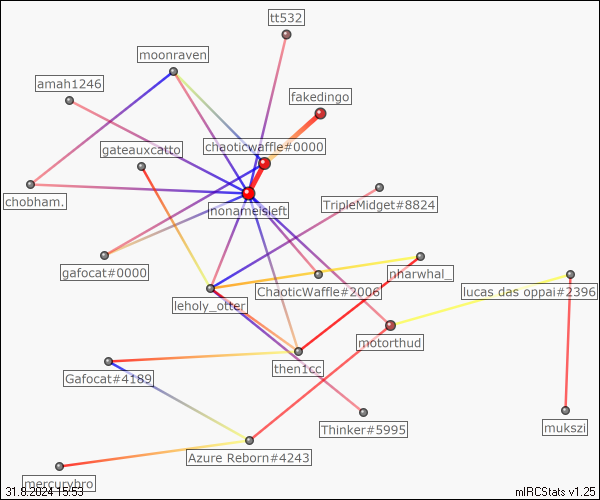 tt532
moonraven
amah1246
fakedingo
chaoticwaffle#0000
gateauxcatto
chobham.
TripleMidget#8824
nonameisleft
gafocat#0000
nharwhal_
ChaoticWaffle#2006
lucas das oppai#2396
leholy_otter
motorthud
then1cc
Gafocat#4189
Thinker#5995
mukszi
Azure Reborn#4243
mercurybro
31.8.2024 15:53
mIRCStats v1.25